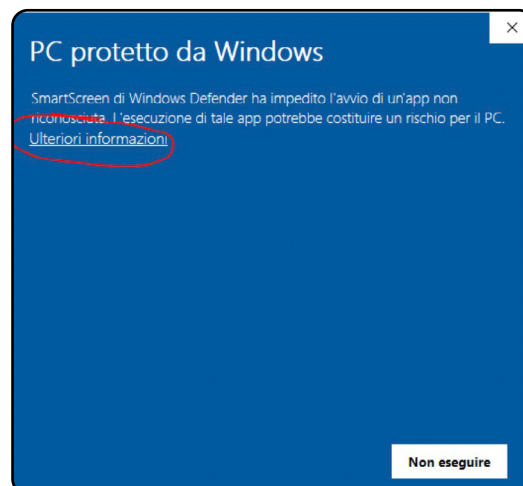 PC protetto da Windows
SmartScreen di Windows Defender ha impedito l'avvio di un'app non
riconosciuta. L'esecuzione di tale app potrebbe costituire un rischio per il PC.
Ulteriori informazioni
Non eseguire